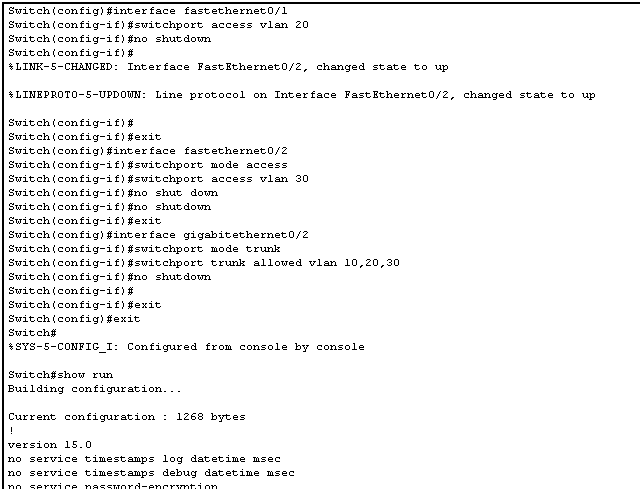 Switch(config)#interface fastethernet0/1
Switch(config-if)#switchport access vlan 20
Switch(config-if)#no shutdown
Switch(config-if)#
%LINK-5-CHANGED: Interface FastEthernet0/2, changed state to up
%LINEPROTO-5-UPDOWN: Line protocol on Interface FastEthernet0/2, changed state to up
Switch(config-if)#
Switch(config-if)#exit
Switch(config)#interface fastethernet0/2
Switch(config-if)#switchport mode access
Switch(config-if)#switchport access vlan 30
Switch(config-if)#no shut down
Switch(config-if)#no shutdown
Switch(config-if)#exit
Switch(config)#interface gigabitethernet0/2
Switch(config-if)#switchport mode trunk
Switch(config-if)#switchport trunk allowed vlan 10,20,30
Switch(config-if)#no shutdown
Switch(config-if)#
Switch(config-if)#exit
Switch(config)#exit
Switch#
%SYS-5-CONFIG_I: Configured from console by console
Switch#show run
Building configuration...
Current configuration : 1268 bytes
!
version 15.0
no service timestamps log datetime msec
no service timestamps debug datetime msec
no service password-encryption